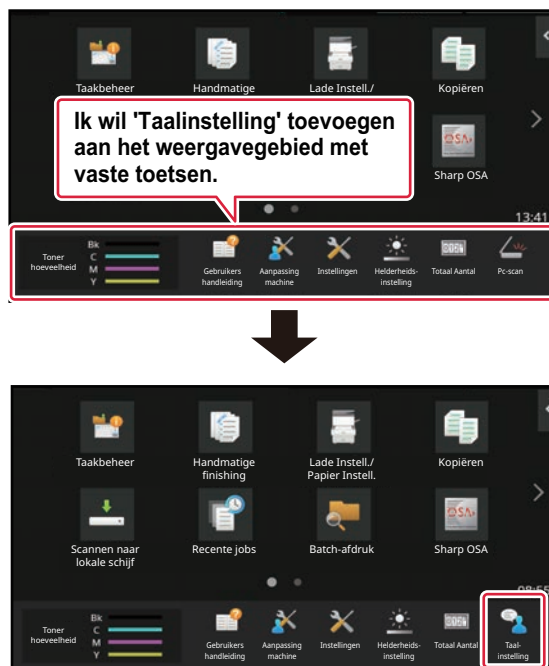 Taakbeheer
Handmatige
Lade Instell./
Kopiëren
Ik wil 'Taalinstelling' toevoegen
aan het weergavegebied met
vaste toetsen.
OSA
Sharp OSA
13:41
Toner
hoeveelheid
Bk
C
M
Y
Gebruikers
handleiding
Aanpassing
machine
Instellingen
Helderheids-
instelling
Totaal Aantal
Pc-scan
Taakbeheer
Handmatige
finishing
Lade Instell./
Papier Instell.
Kopiëren
Scannen naar
lokale schijf
Recente jobs
Batch-afdruk
OSA
Sharp OSA
08:55
Toner
hoeveelheid
Bk
C
M
Y
Gebruikers
handleiding
Aanpassing
machine
Instellingen
Helderheids-
instelling
Totaal Aantal
Taal-
instelling